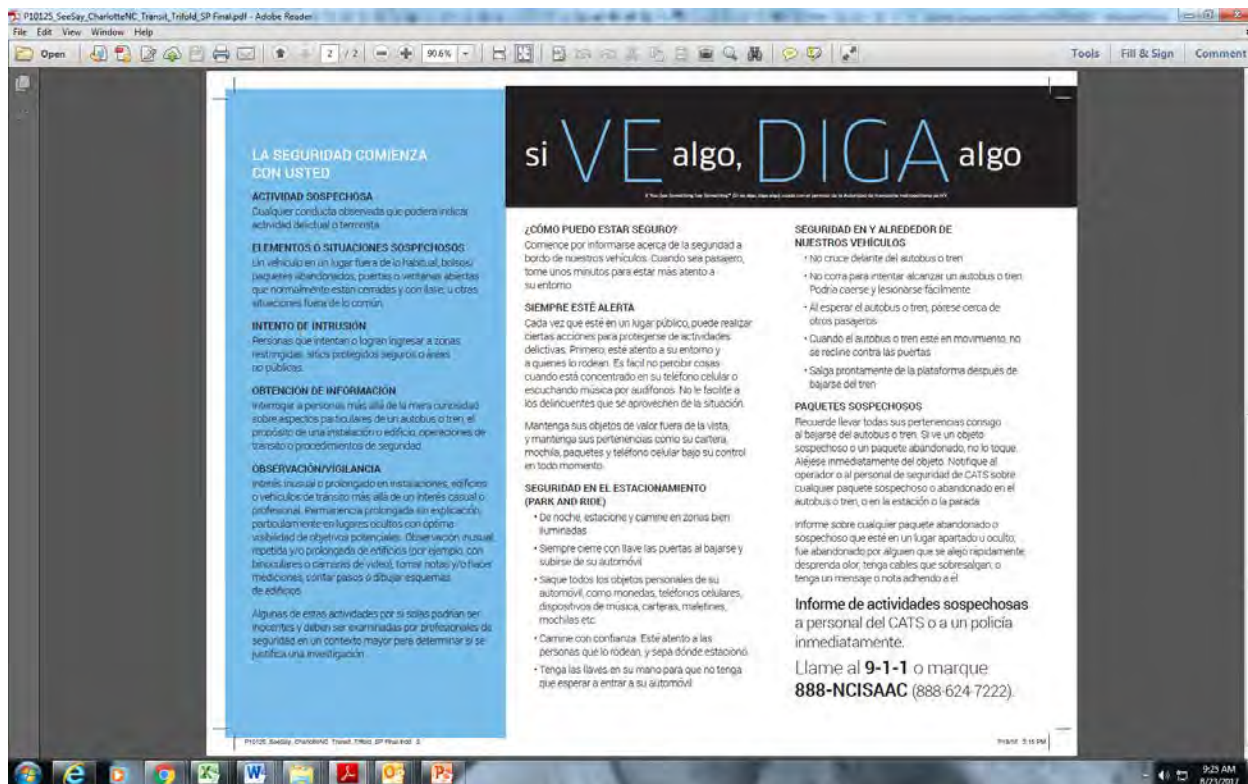 P10125_SeeSay_CharlotteNC_Transit_Trifold_SP Final.pdf - Adobe Reader
File Edit View Window Help
Open 2 / 2 90.6% Tools Fill & Sign Comment
LA SEGURIDAD COMIENZA
CON USTED
ACTIVIDAD SOSPECHOSA
Cualquier conducta observada que pudiera indicar
actividad delictual o terrorista.
ELEMENTOS O SITUACIONES SOSPECHOSOS
Un vehículo en un lugar fuera de lo habitual, bolsos/
paquetes abandonados, puertas o ventanas abiertas
que normalmente están cerradas y con llave, u otras
situaciones fuera de lo común.
INTENTO DE INTRUSIÓN
Personas que intentan o logran ingresar a zonas
restringidas, sitios protegidos seguros o áreas
no públicas.
OBTENCIÓN DE INFORMACIÓN
Interrogar a personas más allá de la mera curiosidad
sobre aspectos particulares de un autobús o tren, el
propósito de una instalación o edificio, operaciones de
tránsito o procedimientos de seguridad.
OBSERVACIÓN/VIGILANCIA
Interés inusual o prolongado en instalaciones, edificios
o vehículos de tránsito más allá de un interés casual o
profesional. Permanencia prolongada sin explicación,
particularmente en lugares ocultos con óptima
visibilidad de objetivos potenciales. Observación inusual,
repetida y/o prolongada de edificios (por ejemplo, con
binoculares o cámaras de video), tomar notas y/o hacer
mediciones, contar pasos o dibujar esquemas
de edificios.
Algunas de estas actividades por sí solas podrían ser
inocentes y deben ser examinadas por profesionales de
seguridad en un contexto mayor para determinar si se
justifica una investigación.
si VE algo, DIGA algo
¿CÓMO PUEDO ESTAR SEGURO?
Comience por informarse acerca de la seguridad a
bordo de nuestros vehículos. Cuando sea pasajero,
tome unos minutos para estar más atento a
su entorno.
SIEMPRE ESTÉ ALERTA
Cada vez que esté en un lugar público, puede realizar
ciertas acciones para protegerse de actividades
delictivas. Primero, esté atento a su entorno y
a quienes lo rodean. Es fácil no percibir cosas
cuando está concentrado en su teléfono celular o
escuchando música por audífonos. No le facilite a
los delincuentes que se aprovechen de la situación.
Mantenga sus objetos de valor fuera de la vista,
y mantenga sus pertenencias como su cartera,
mochila, paquetes y teléfono celular bajo su control
en todo momento.
SEGURIDAD EN EL ESTACIONAMIENTO
(PARK AND RIDE)
• De noche, estacione y camine en zonas bien
iluminadas
• Siempre cierre con llave las puertas al bajarse y
subirse de su automóvil
• Saque todos los objetos personales de su
automóvil, como monedas, teléfonos celulares,
dispositivos de música, carteras, maletines,
mochilas etc.
• Camine con confianza. Esté atento a las
personas que lo rodean, y sepa dónde estacionó.
• Tenga las llaves en su mano para que no tenga
que esperar a entrar a su automóvil
SEGURIDAD EN Y ALREDEDOR DE
NUESTROS VEHÍCULOS
• No cruce delante del autobús o tren
• No corra para intentar alcanzar un autobús o tren.
Podría caerse y lesionarse fácilmente
• Al esperar el autobús o tren, párese cerca de
otros pasajeros
• Cuando el autobús o tren esté en movimiento, no
se recline contra las puertas
• Salga prontamente de la plataforma después de
bajarse del tren
PAQUETES SOSPECHOSOS
Recuerde llevar todas sus pertenencias consigo
al bajarse del autobús o tren. Si ve un objeto
sospechoso o un paquete abandonado, no lo toque.
Aléjese inmediatamente del objeto. Notifique al
operador o al personal de seguridad de CATS sobre
cualquier paquete sospechoso o abandonado en el
autobús o tren, o en la estación o la parada.
Informe sobre cualquier paquete abandonado o
sospechoso que esté en un lugar apartado u oculto,
fue abandonado por alguien que se alejó rápidamente,
desprenda olor, tenga cables que sobresalgan, o
tenga un mensaje o nota adherido a él.
Informe de actividades sospechosas
a personal del CATS o a un policía
inmediatamente.
Llame al 9-1-1 o marque
888-NCISAAC (888-624-7222).
9:25 AM
8/23/2017